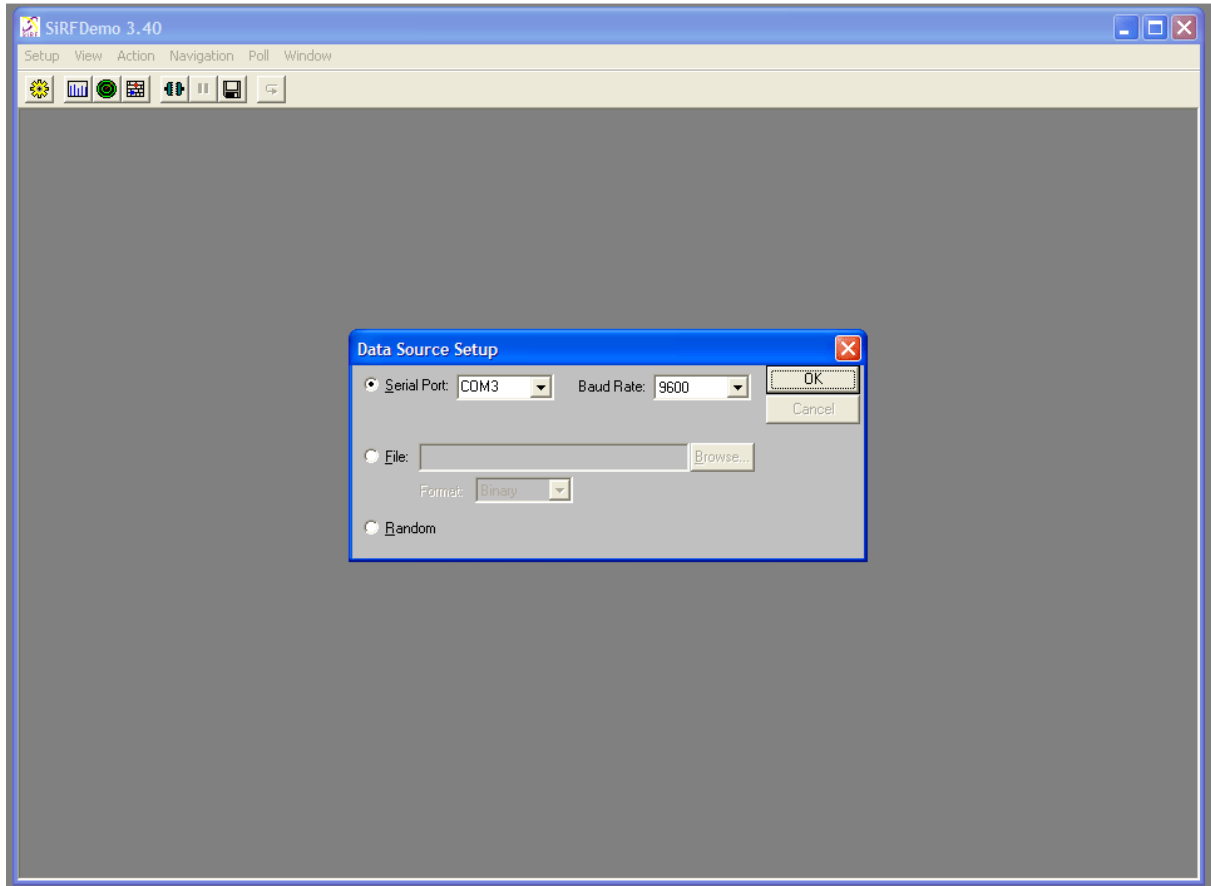 SiRF
SiRFDemo 3.40
Setup View Action Navigation Poll Window
Data Source Setup
Serial Port: COM3 Baud Rate: 9600 OK
Cancel
File: Browse...
Format: Binary
Random